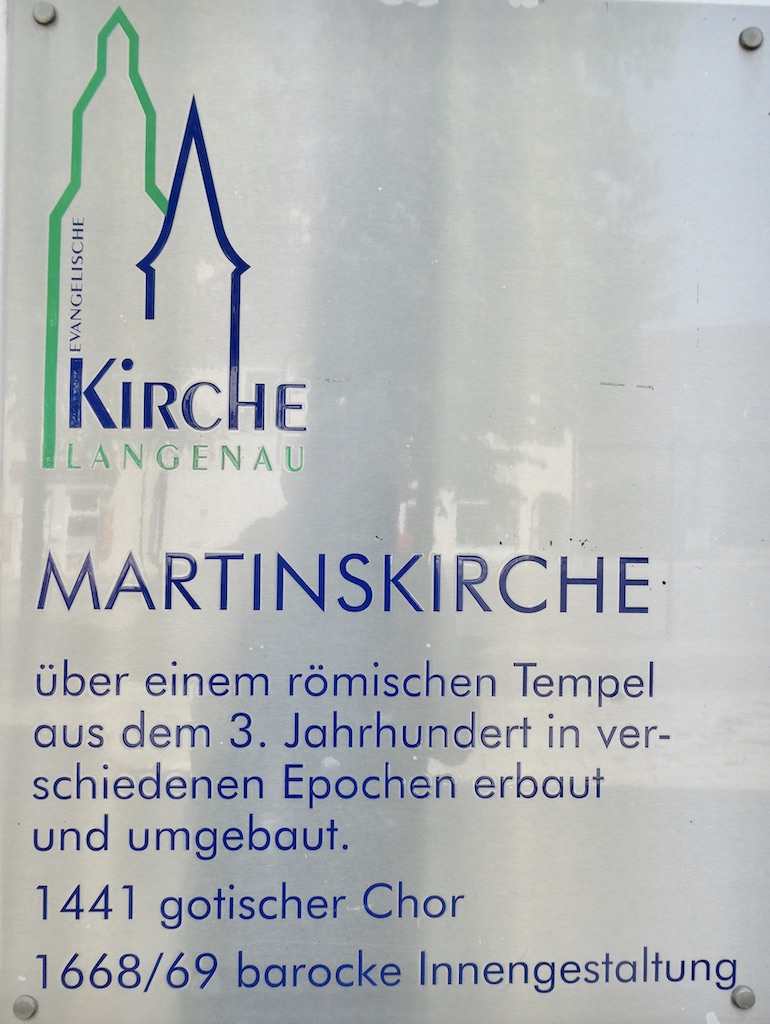 EVANGELISCHE
KiRCHE
LANGENAU
MARTINSKIRCHE
über einem römischen Tempel
aus dem 3. Jahrhundert in ver-
schiedenen Epochen erbaut
und umgebaut.
1441 gotischer Chor
1668/69 barocke Innengestaltung